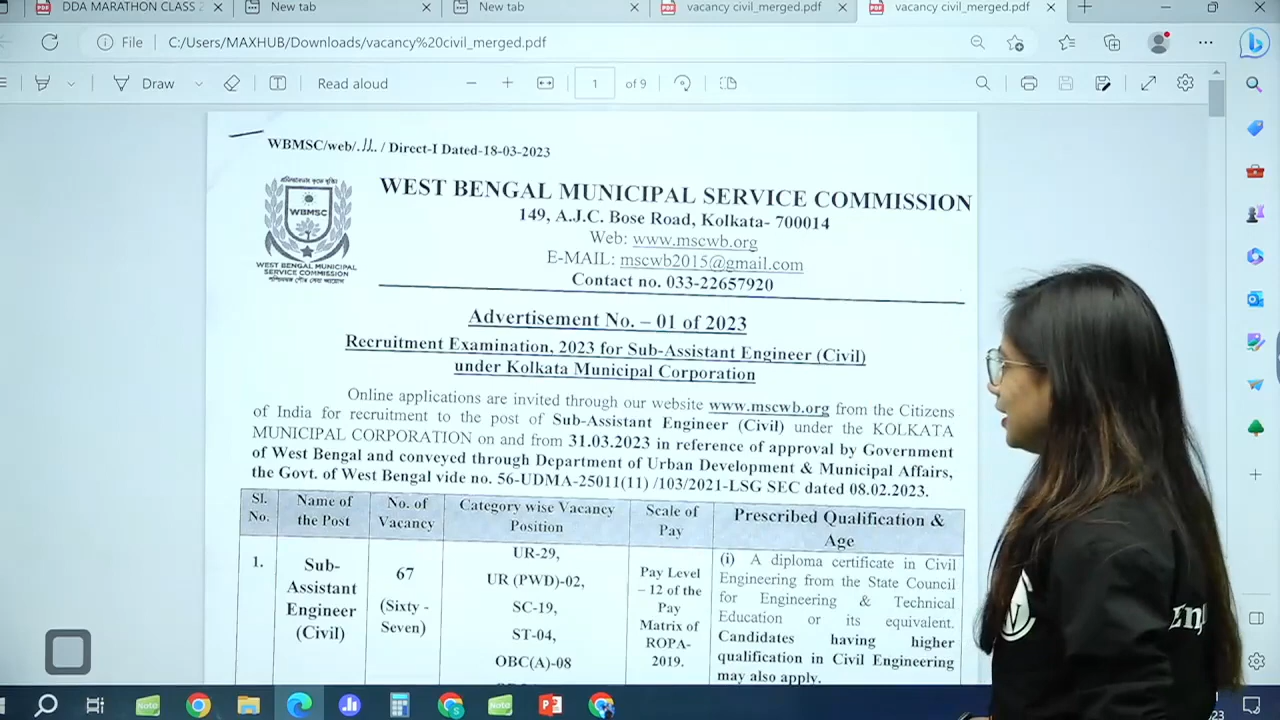 DDA MARATHON CLASS 2
New tab
New tab
vacancy civil_merged.pdf
vacancy civil_merged.pdf
File
C:/Users/MAXHUB/Downloads/vacancy%20civil_merged.pdf
Draw
Read aloud
1
of 9
WBMSC/web/.11. / Direct-I Dated-18-03-2023
WBMSC
WEST BENGAL MUNICIPAL
SERVICE COMMISSION
WEST BENGAL MUNICIPAL SERVICE COMMISSION
149, A.J.C. Bose Road, Kolkata- 700014
Web: www.mscwb.org
E-MAIL: mscwb2015@gmail.com
Contact no. 033-22657920
Advertisement No. – 01 of 2023
Recruitment Examination, 2023 for Sub-Assistant Engineer (Civil)
under Kolkata Municipal Corporation
Online applications are invited through our website www.mscwb.org from the Citizens
of India for recruitment to the post of Sub-Assistant Engineer (Civil) under the KOLKATA
MUNICIPAL CORPORATION on and from 31.03.2023 in reference of approval by Government
of West Bengal and conveyed through Department of Urban Development & Municipal Affairs,
the Govt. of West Bengal vide no. 56-UDMA-25011(11) /103/2021-LSG SEC dated 08.02.2023.
Sl.
No.
Name of
the Post
No. of
Vacancy
Category wise Vacancy
Position
Scale of
Pay
Prescribed Qualification &
Age
1.
Sub-
Assistant
Engineer
(Civil)
67
(Sixty -
Seven)
UR-29,
UR (PWD)-02,
SC-19,
ST-04,
OBC(A)-08
Pay Level
– 12 of the
Pay
Matrix of
ROPA-
2019.
(i) A diploma certificate in Civil
Engineering from the State Council
for Engineering & Technical
Education or its equivalent.
Candidates having higher
qualification in Civil Engineering
may also apply.